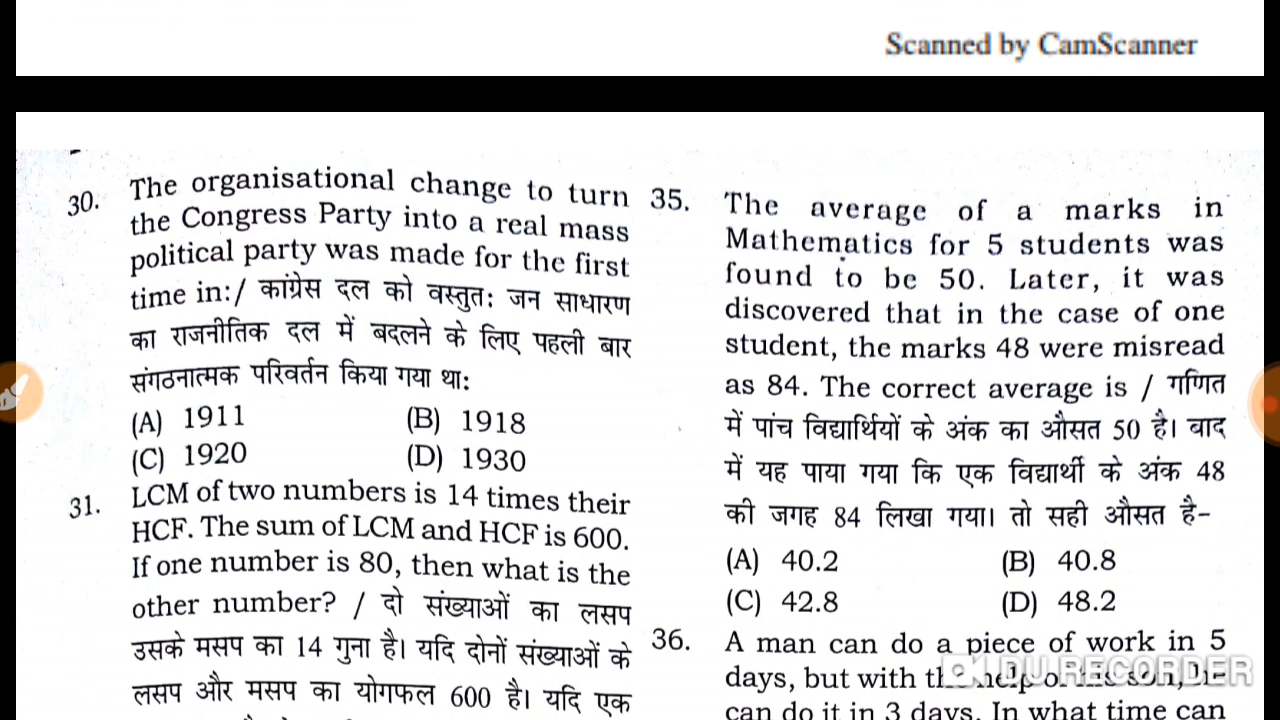 Scanned by CamScanner
30. The organisational change to turn
the Congress Party into a real mass
political party was made for the first
time in:/ कांग्रेस दल को वस्तुतः जन साधारण
का राजनीतिक दल में बदलने के लिए पहली बार
संगठनात्मक परिवर्तन किया गया था:
(A) 1911 (B) 1918
(C) 1920 (D) 1930
31. LCM of two numbers is 14 times their
HCF. The sum of LCM and HCF is 600.
If one number is 80, then what is the
other number? / दो संख्याओं का लसप
उसके मसप का 14 गुना है। यदि दोनों संख्याओं के
लसप और मसप का योगफल 600 है। यदि एक
35. The average of a marks in
Mathematics for 5 students was
found to be 50. Later, it was
discovered that in the case of one
student, the marks 48 were misread
as 84. The correct average is / गणित
में पांच विद्यार्थियों के अंक का औसत 50 है। बाद
में यह पाया गया कि एक विद्यार्थी के अंक 48
की जगह 84 लिखा गया। तो सही औसत है-
(A) 40.2 (B) 40.8
(C) 42.8 (D) 48.2
36. A man can do a piece of work in 5
days, but with the help of his son, he
can do it in 3 days. In what time can
DU RECORDER